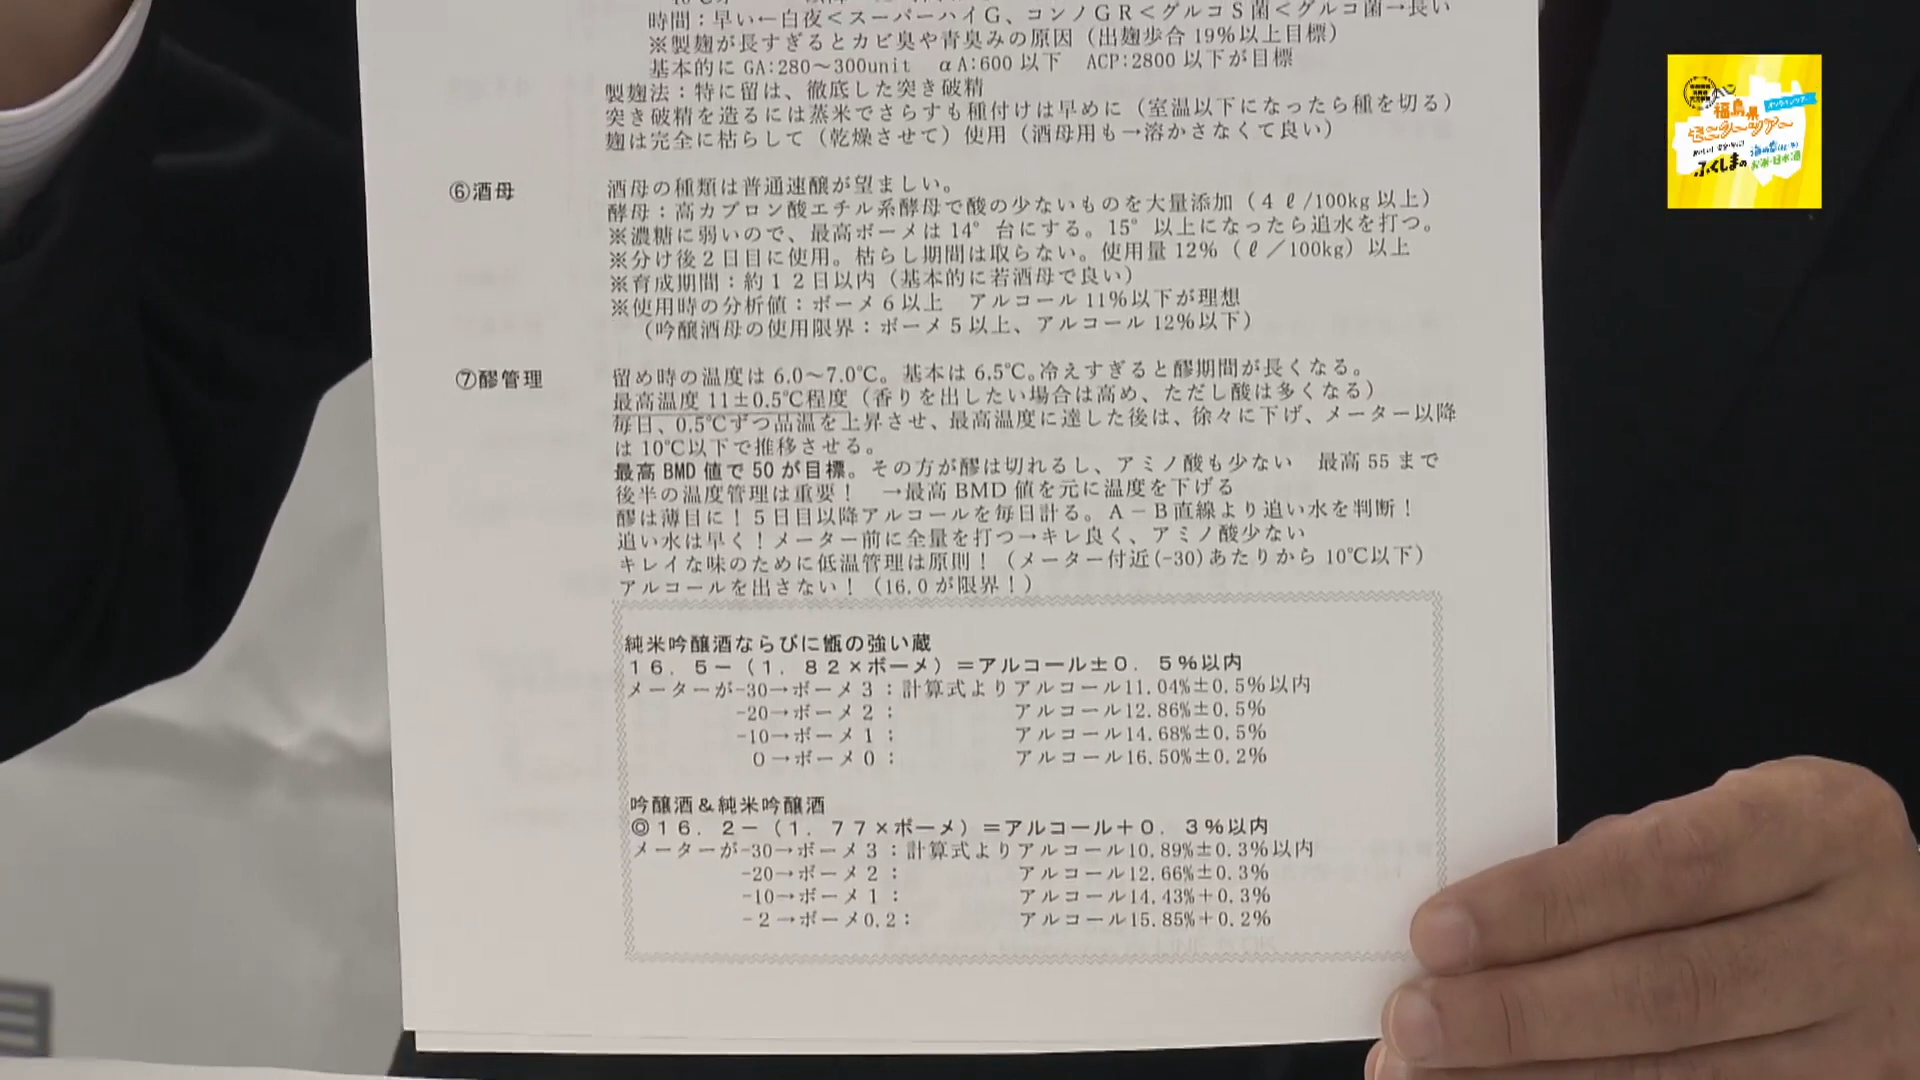 時間：早い←白夜＜スーパーハイＧ、コンノＧＲ＜グルコＳ菌＜グルコ菌→長い
※製麹が長すぎるとカビ臭や青臭みの原因（出麹歩合19％以上目標）
基本的に GA:280～300unit　αA:600 以下　ACP:2800 以下が目標
製麹法：特に留は、徹底した突き破精
突き破精を造るには蒸米でさらすも種付けは早めに（室温以下になったら種を切る）
麹は完全に枯らして（乾燥させて）使用（酒母用も→溶かさなくて良い）
⑥酒母　酒母の種類は普通速醸が望ましい。
酵母：高カプロン酸エチル系酵母で酸の少ないものを大量添加（４ℓ/100kg 以上）
※濃糖に弱いので、最高ボーメは 14°台にする。15°以上になったら追水を打つ。
※分け後２日目に使用。枯らし期間は取らない。使用量 12％（ℓ／100kg）以上
※育成期間：約１２日以内（基本的に若酒母で良い）
※使用時の分析値：ボーメ６以上　アルコール 11％以下が理想
（吟醸酒母の使用限界：ボーメ５以上、アルコール 12％以下）
⑦醪管理　留め時の温度は 6.0～7.0℃。基本は 6.5℃。冷えすぎると醪期間が長くなる。
最高温度 11±0.5℃程度（香りを出したい場合は高め、ただし酸は多くなる）
毎日、0.5℃ずつ品温を上昇させ、最高温度に達した後は、徐々に下げ、メーター以降
は 10℃以下で推移させる。
最高 BMD 値で 50 が目標。その方が醪は切れるし、アミノ酸も少ない　最高 55 まで
後半の温度管理は重要！　→最高 BMD 値を元に温度を下げる
醪は薄目に！５日目以降アルコールを毎日計る。Ａ－Ｂ直線より追い水を判断！
追い水は早く！メーター前に全量を打つ→キレ良く、アミノ酸少ない
キレイな味のために低温管理は原則！（メーター付近(-30)あたりから 10℃以下）
アルコールを出さない！（16.0 が限界！）
純米吟醸酒ならびに甑の強い蔵
１６．５－（１．８２×ボーメ）＝アルコール±０．５％以内
メーターが-30→ボーメ３：計算式よりアルコール11.04%±0.5％以内
-20→ボーメ２：　アルコール12.86%±0.5%
-10→ボーメ１：　アルコール14.68%±0.5%
０→ボーメ０：　アルコール16.50%±0.2%
吟醸酒＆純米吟醸酒
◎１６．２－（１．７７×ボーメ）＝アルコール＋０．３％以内
メーターが-30→ボーメ３：計算式よりアルコール10.89%±0.3％以内
-20→ボーメ２：　アルコール12.66%±0.3%
-10→ボーメ１：　アルコール14.43%＋0.3%
-２→ボーメ0.2：　アルコール15.85%＋0.2%
オンラインツアー
福島県
モニターツアー
ふくしまの
お米・日本酒